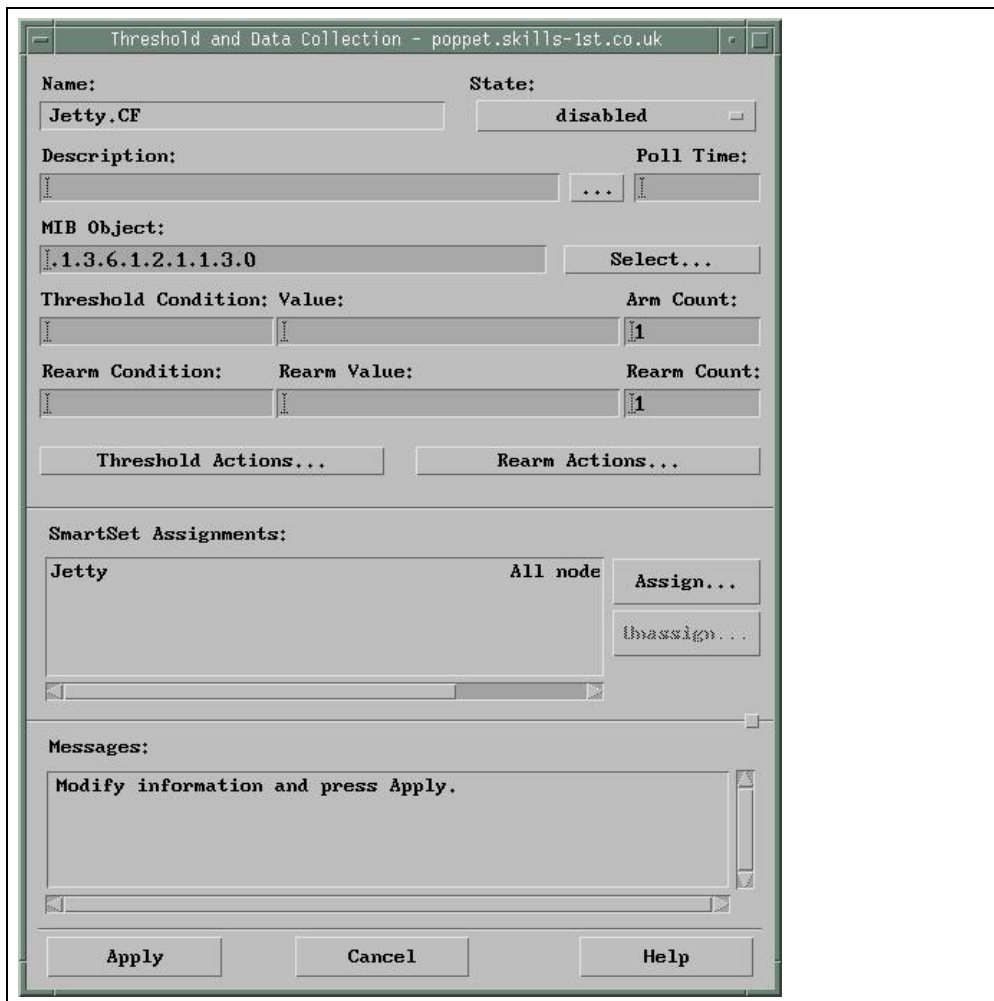 Threshold and Data Collection - poppet.skills-1st.co.uk
Name: State:
Jetty.CF disabled
Description: Poll Time:
...
MIB Object:
.1.3.6.1.2.1.1.3.0 Select...
Threshold Condition: Value: Arm Count:
1
Rearm Condition: Rearm Value: Rearm Count:
1
Threshold Actions... Rearm Actions...
SmartSet Assignments:
Jetty All node
Assign...
Unassign...
Messages:
Modify information and press Apply.
Apply Cancel Help